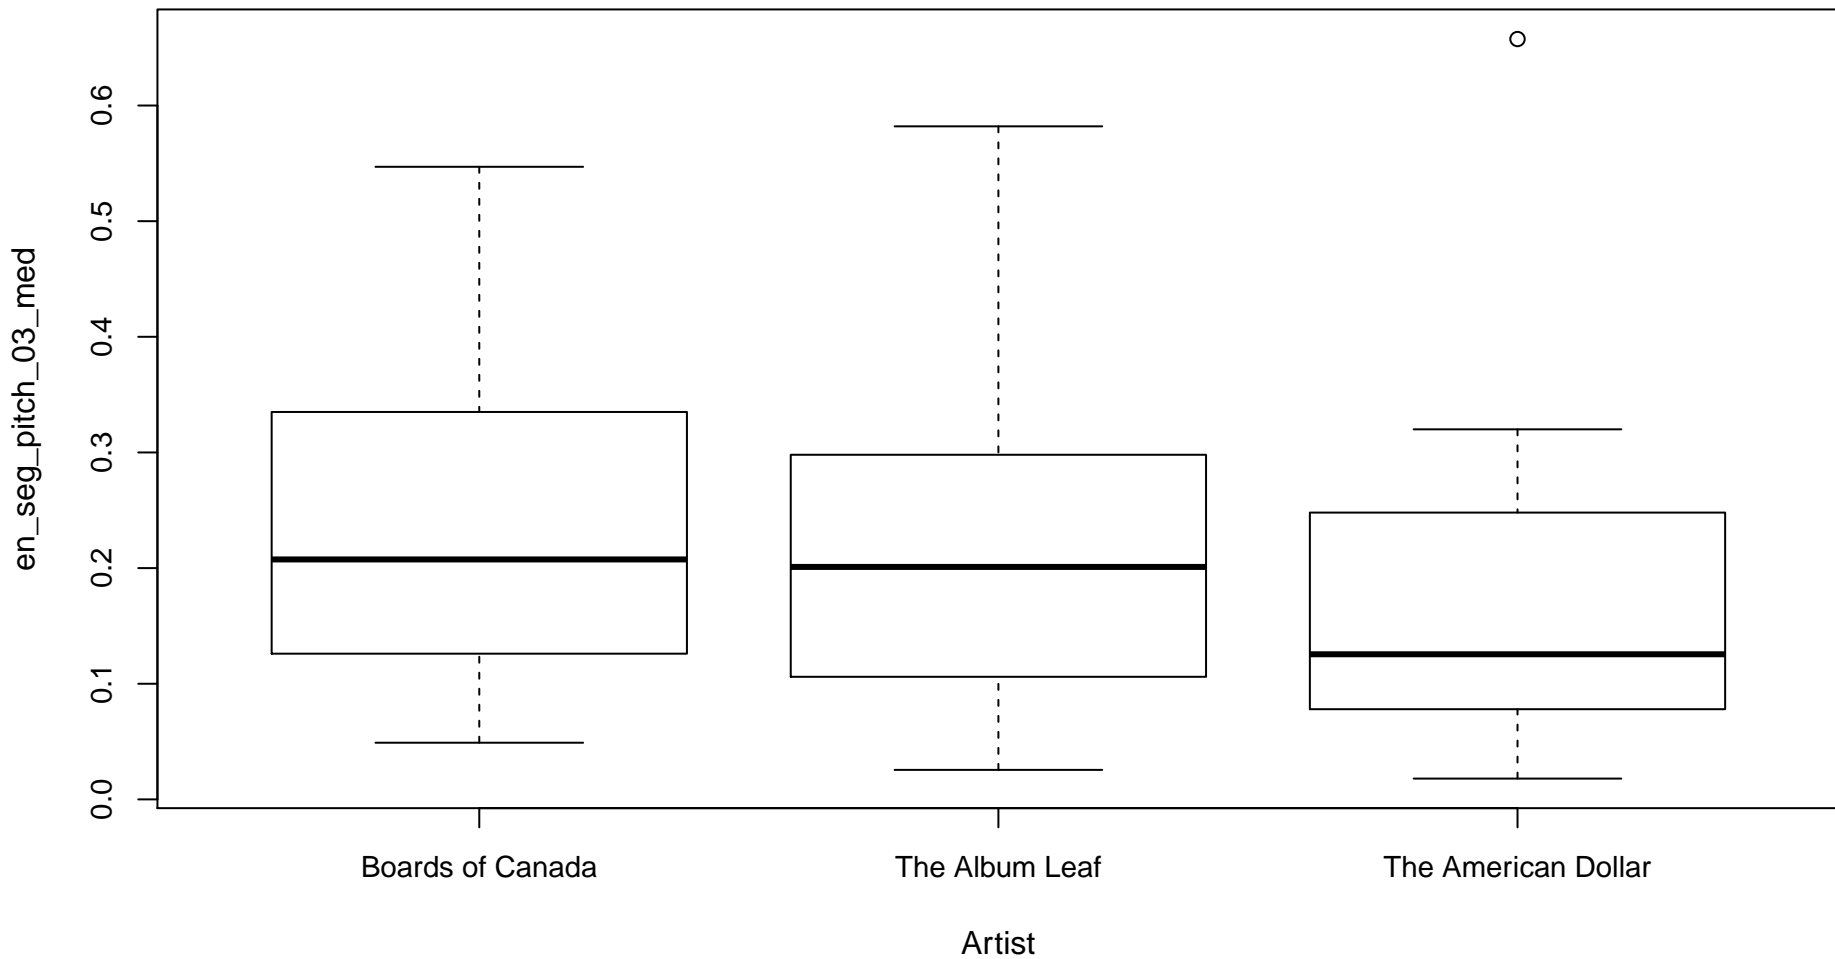 en_seg_pitch_03_med
0.6
0.5
0.4
0.3
0.2
0.1
0.0
Boards of Canada
The Album Leaf
The American Dollar
Artist